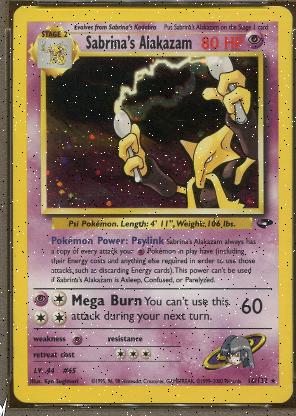 Evolves from Sabrina's Kadabra Put Sabrina's Alakazam on the Stage 1 card
STAGE 2
Sabrina's Alakazam 80 HP
Psi Pokémon. Length: 4' 11", Weight: 106 lbs.
Pokémon Power: Psylink Sabrina's Alakazam always has
a copy of every attack your Pokémon in play have (including
their Energy costs and anything else required in order to use those
attacks, such as discarding Energy cards). This power can't be used
if Sabrina's Alakazam is Asleep, Confused, or Paralyzed.
Mega Burn You can't use this
attack during your next turn. 60
weakness resistance
retreat cost
LV. 44 #65
Illus. Ken Sugimori 16/132